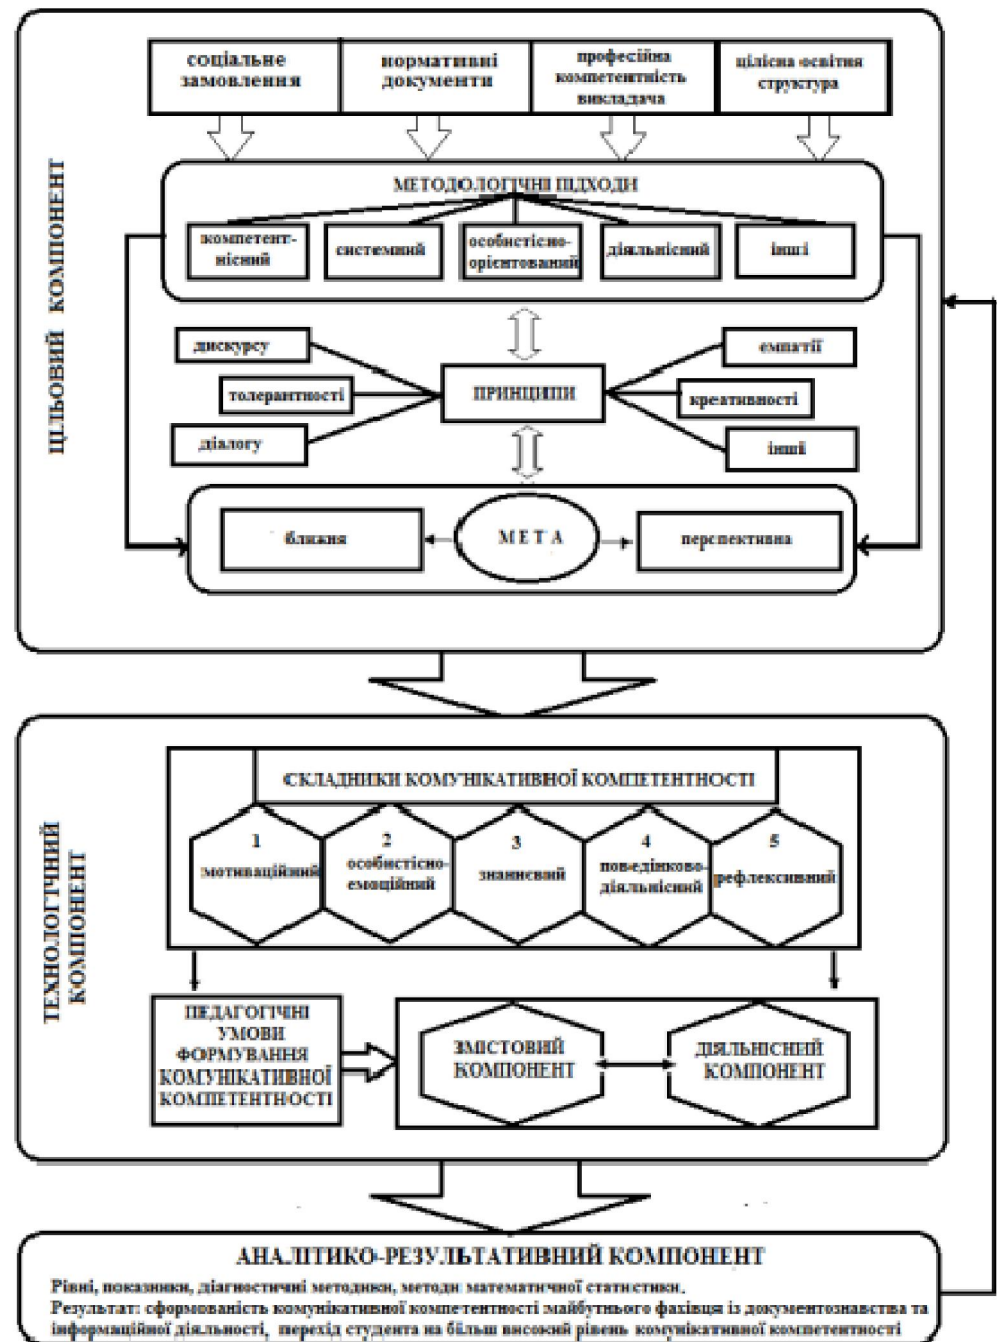 ЦІЛЬОВИЙ КОМПОНЕНТ
соціальне
замовлення
нормативні
документи
професійна
компетентність
викладача
цілісна освітня
структура
МЕТОДОЛОГІЧНІ ПІДХОДИ
компетент-
нісний
системний
особистісно-
орієнтований
діяльнісний
інші
дискурсу
толерантності
діалогу
ПРИНЦИПИ
емпатії
креативності
інші
ближня
МЕТА
перспективна
ТЕХНОЛОГІЧНИЙ
КОМПОНЕНТ
СКЛАДНИКИ КОМУНІКАТИВНОЇ КОМПЕТЕНТНОСТІ
1
мотиваційний
2
особистісно-
емоційний
3
знаннєвий
4
поведінково-
діяльнісний
5
рефлексивний
ПЕДАГОГІЧНІ
УМОВИ
ФОРМУВАННЯ
КОМУНІКАТИВНОЇ
КОМПЕТЕНТНОСТІ
ЗМІСТОВИЙ
КОМПОНЕНТ
ДІЯЛЬНІСНИЙ
КОМПОНЕНТ
АНАЛІТИКО-РЕЗУЛЬТАТИВНИЙ КОМПОНЕНТ
Рівні, показники, діагностичні методики, методи математичної статистики.
Результат: сформованість комунікативної компетентності майбутнього фахівця із документознавства та
інформаційної діяльності, перехід студента на більш високий рівень комунікативної компетентності